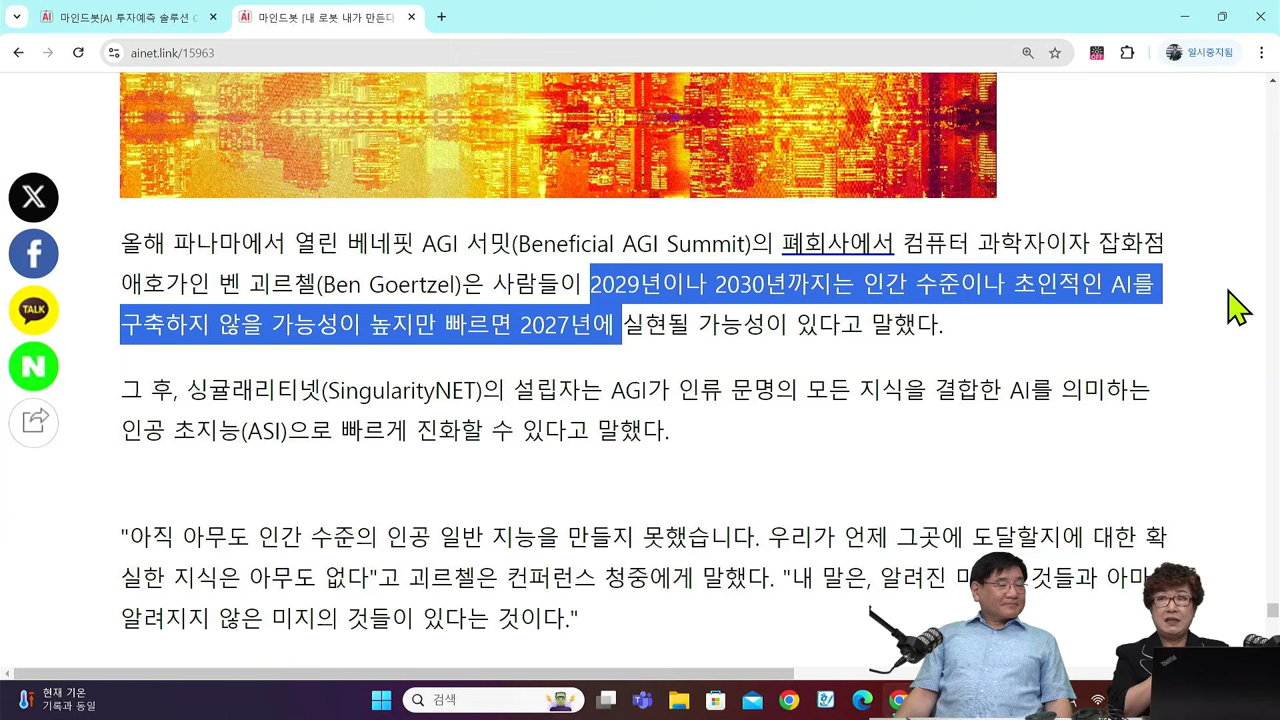 마인드봇[AI 투자예측 솔루션
마인드봇 [내 로봇 내가 만든다
ainet.link/15963
OFF
일시중지됨
X
f
TALK
N
올해 파나마에서 열린 베네핏 AGI 서밋(Beneficial AGI Summit)의 폐회사에서 컴퓨터 과학자이자 잡화점
애호가인 벤 괴르첼(Ben Goertzel)은 사람들이 2029년이나 2030년까지는 인간 수준이나 초인적인 AI를
구축하지 않을 가능성이 높지만 빠르면 2027년에 실현될 가능성이 있다고 말했다.
그 후, 싱귤래리티넷(SingularityNET)의 설립자는 AGI가 인류 문명의 모든 지식을 결합한 AI를 의미하는
인공 초지능(ASI)으로 빠르게 진화할 수 있다고 말했다.
"아직 아무도 인간 수준의 인공 일반 지능을 만들지 못했습니다. 우리가 언제 그곳에 도달할지에 대한 확
실한 지식은 아무도 없다"고 괴르첼은 컨퍼런스 청중에게 말했다. "내 말은, 알려진 것들과
알려지지 않은 미지의 것들이 있다는 것이다."
현재 기온
기록과 동일
검색
ThinkPad